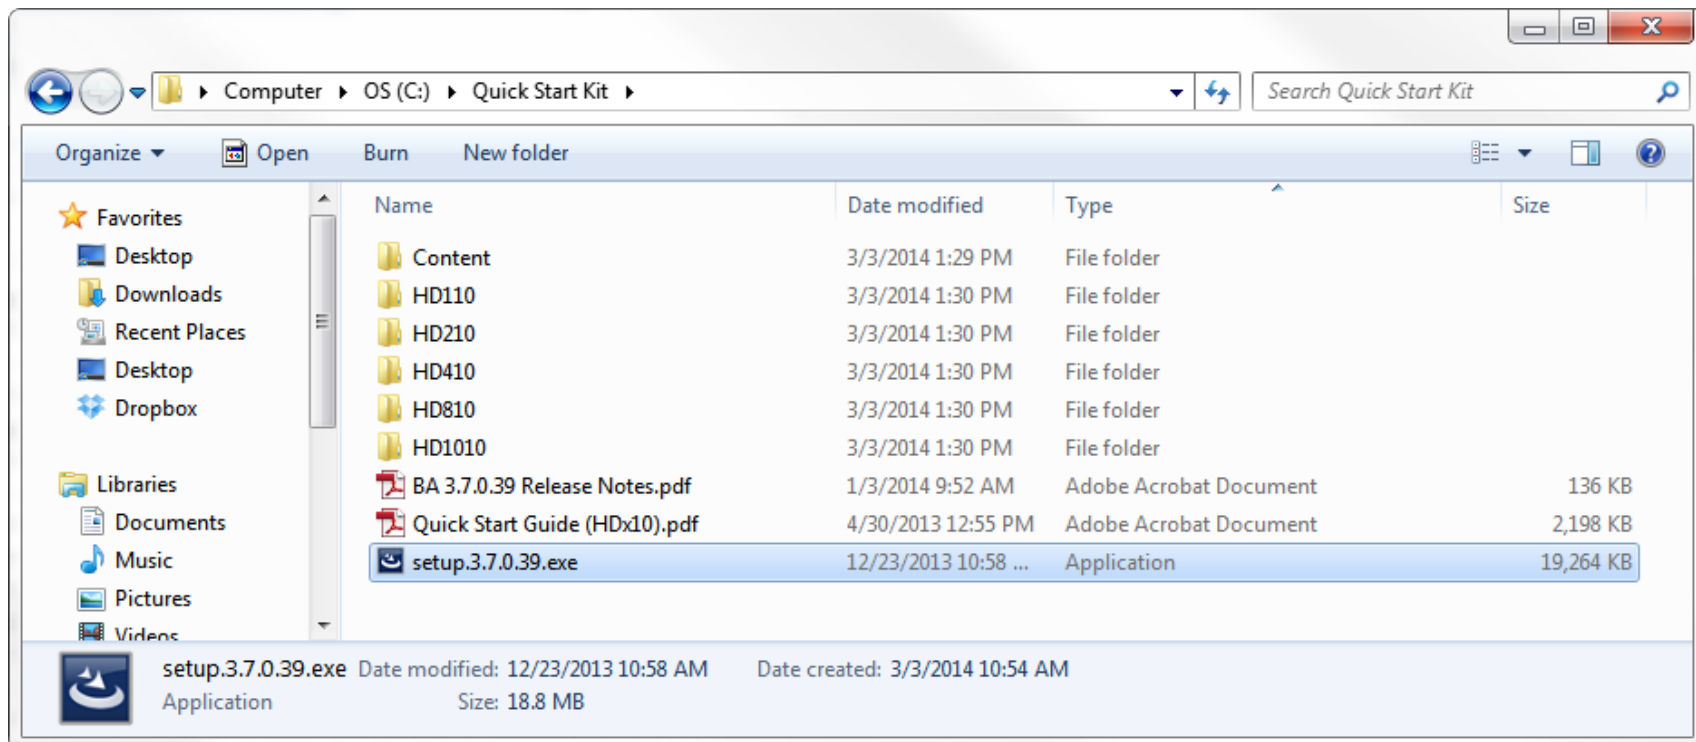 Computer OS (C:) Quick Start Kit Search Quick Start Kit
Organize Open Burn New folder
Name Date modified Type Size
Favorites
Desktop
Downloads
Recent Places
Desktop
Dropbox
Libraries
Documents
Music
Pictures
Videos
Content 3/3/2014 1:29 PM File folder
HD110 3/3/2014 1:30 PM File folder
HD210 3/3/2014 1:30 PM File folder
HD410 3/3/2014 1:30 PM File folder
HD810 3/3/2014 1:30 PM File folder
HD1010 3/3/2014 1:30 PM File folder
BA 3.7.0.39 Release Notes.pdf 1/3/2014 9:52 AM Adobe Acrobat Document 136 KB
Quick Start Guide (HDx10).pdf 4/30/2013 12:55 PM Adobe Acrobat Document 2,198 KB
setup.3.7.0.39.exe 12/23/2013 10:58 ... Application 19,264 KB
setup.3.7.0.39.exe Date modified: 12/23/2013 10:58 AM Date created: 3/3/2014 10:54 AM
Application Size: 18.8 MB